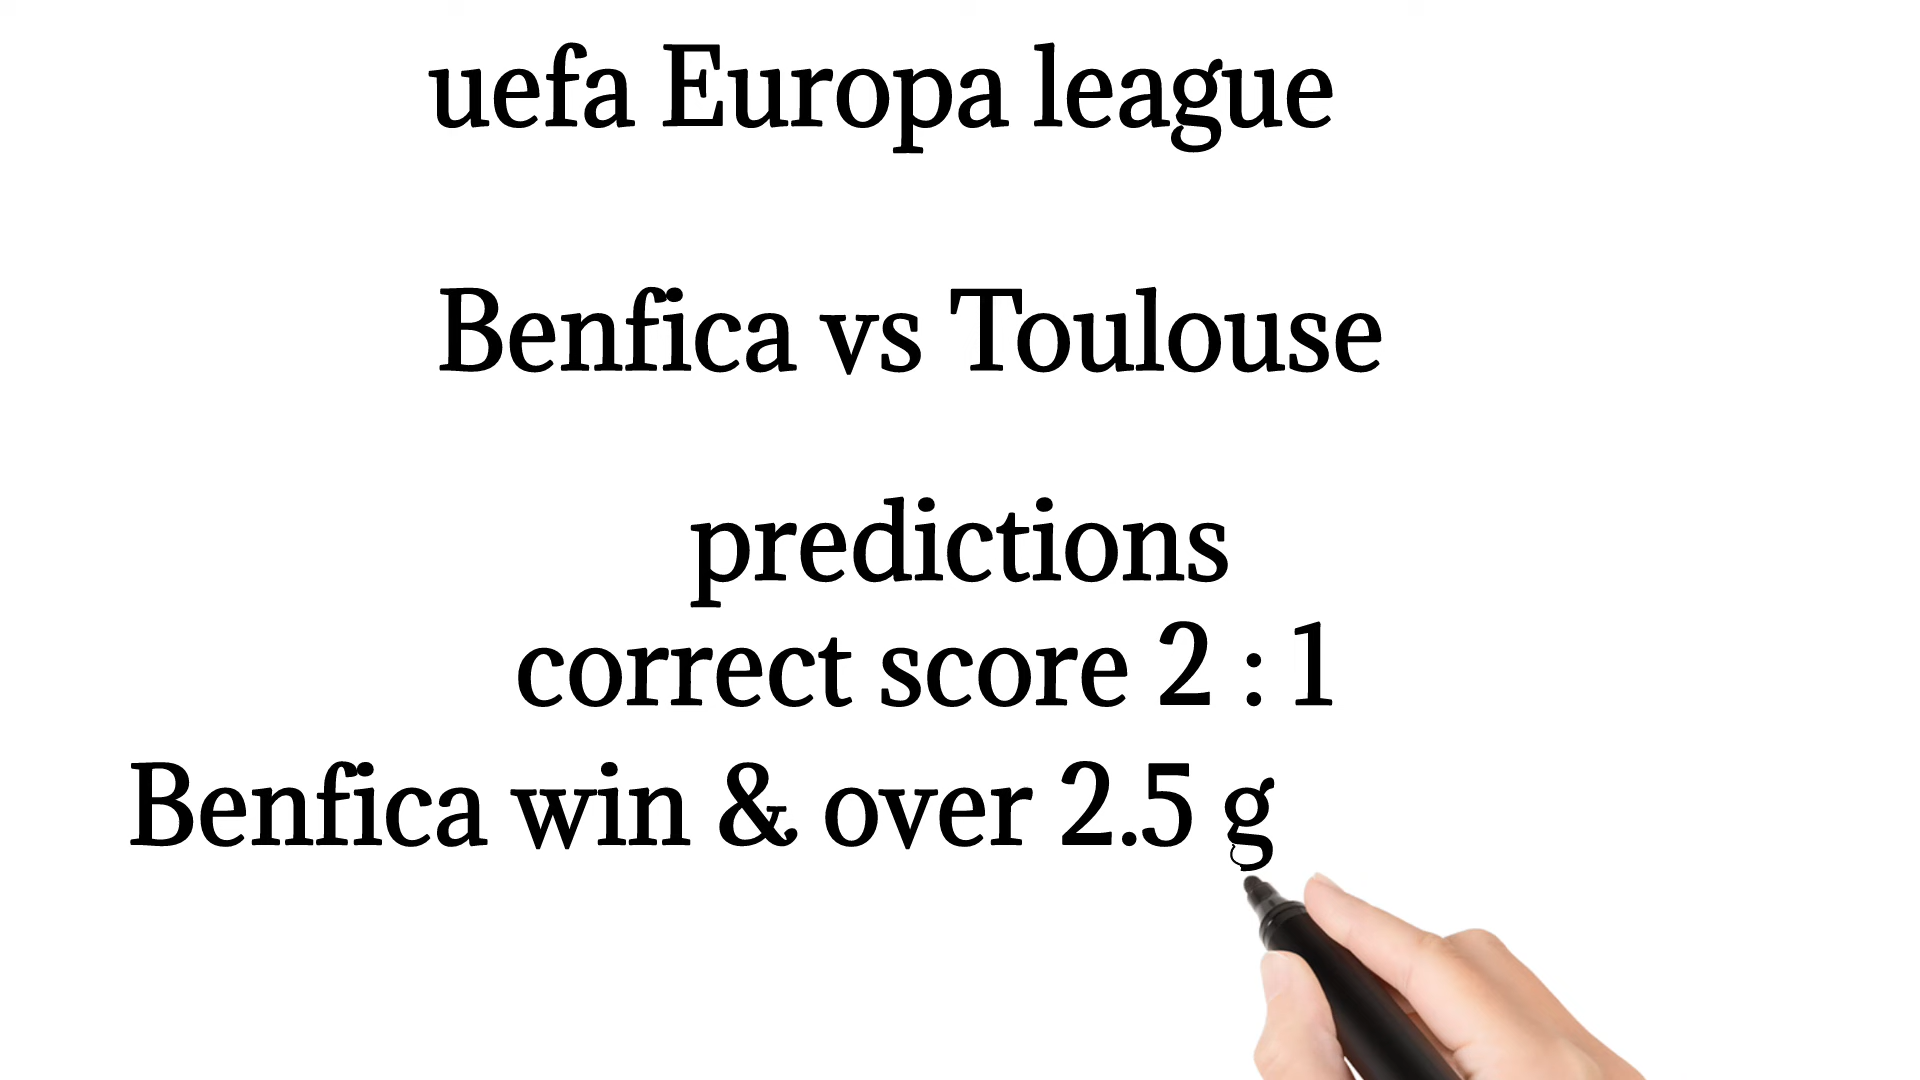 uefa Europa league
Benfica vs Toulouse
predictions
correct score 2 : 1
Benfica win & over 2.5 g